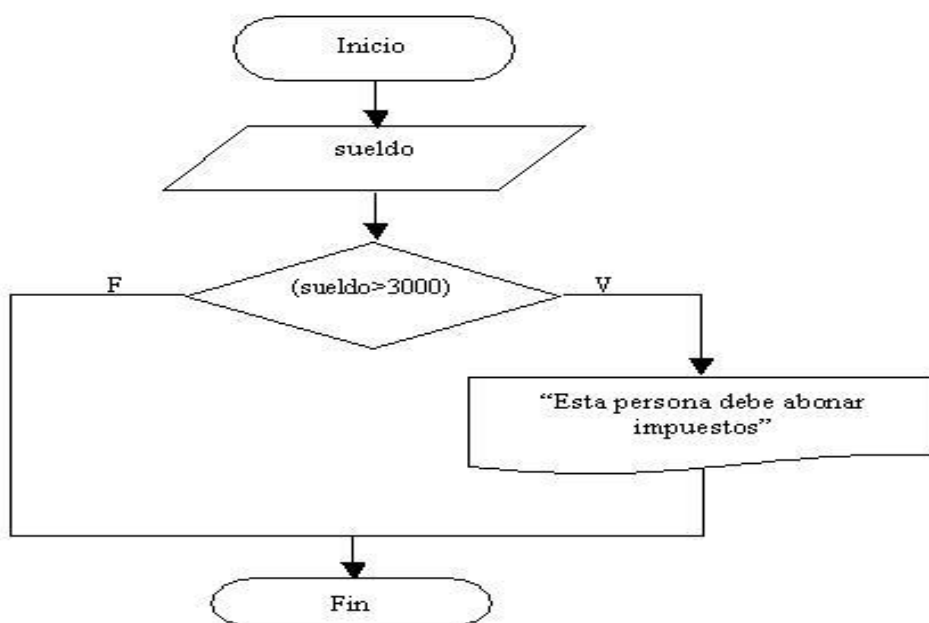 Inicio
sueldo
(sueldo>3000)
F
V
“Esta persona debe abonar
impuestos”
Fin